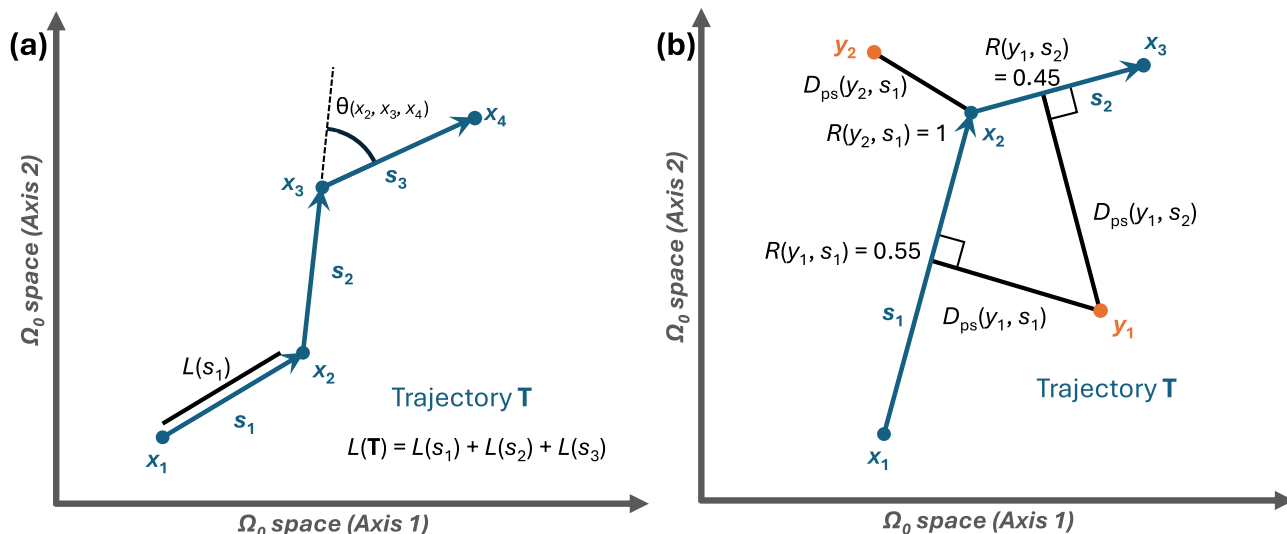 (a)
θ(x₂, x₃, x₄)
x₄
x₃
s₃
s₂
L(s₁)
x₂
s₁
x₁
Trajectory T
L(T) = L(s₁) + L(s₂) + L(s₃)
Ω₀ space (Axis 2)
Ω₀ space (Axis 1)
(b)
y₂
R(y₁, s₂)
= 0.45
x₃
Dₚₛ(y₂, s₁)
s₂
R(y₂, s₁) = 1
x₂
Dₚₛ(y₁, s₂)
R(y₁, s₁) = 0.55
s₁
Dₚₛ(y₁, s₁)
y₁
Trajectory T
x₁
Ω₀ space (Axis 2)
Ω₀ space (Axis 1)